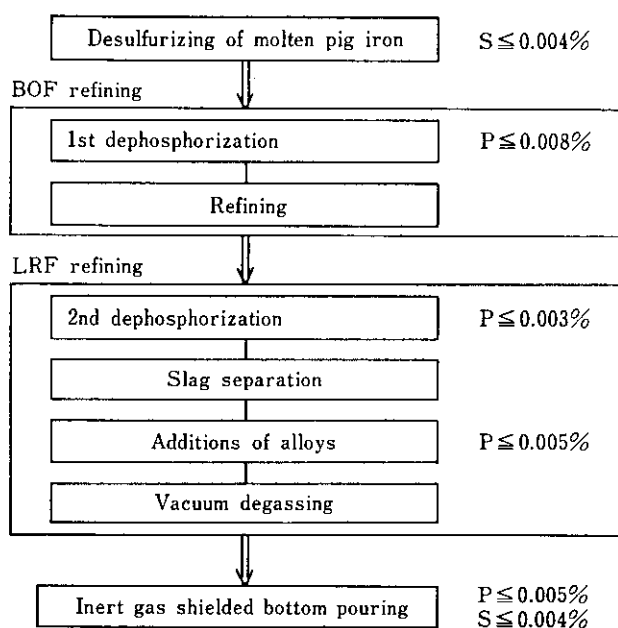 Desulfurizing of molten pig iron S≦0.004%
BOF refining
1st dephosphorization P≦0.008%
Refining
LRF refining
2nd dephosphorization P≦0.003%
Slag separation
Additions of alloys P≦0.005%
Vacuum degassing
Inert gas shielded bottom pouring P≦0.005%
S≦0.004%